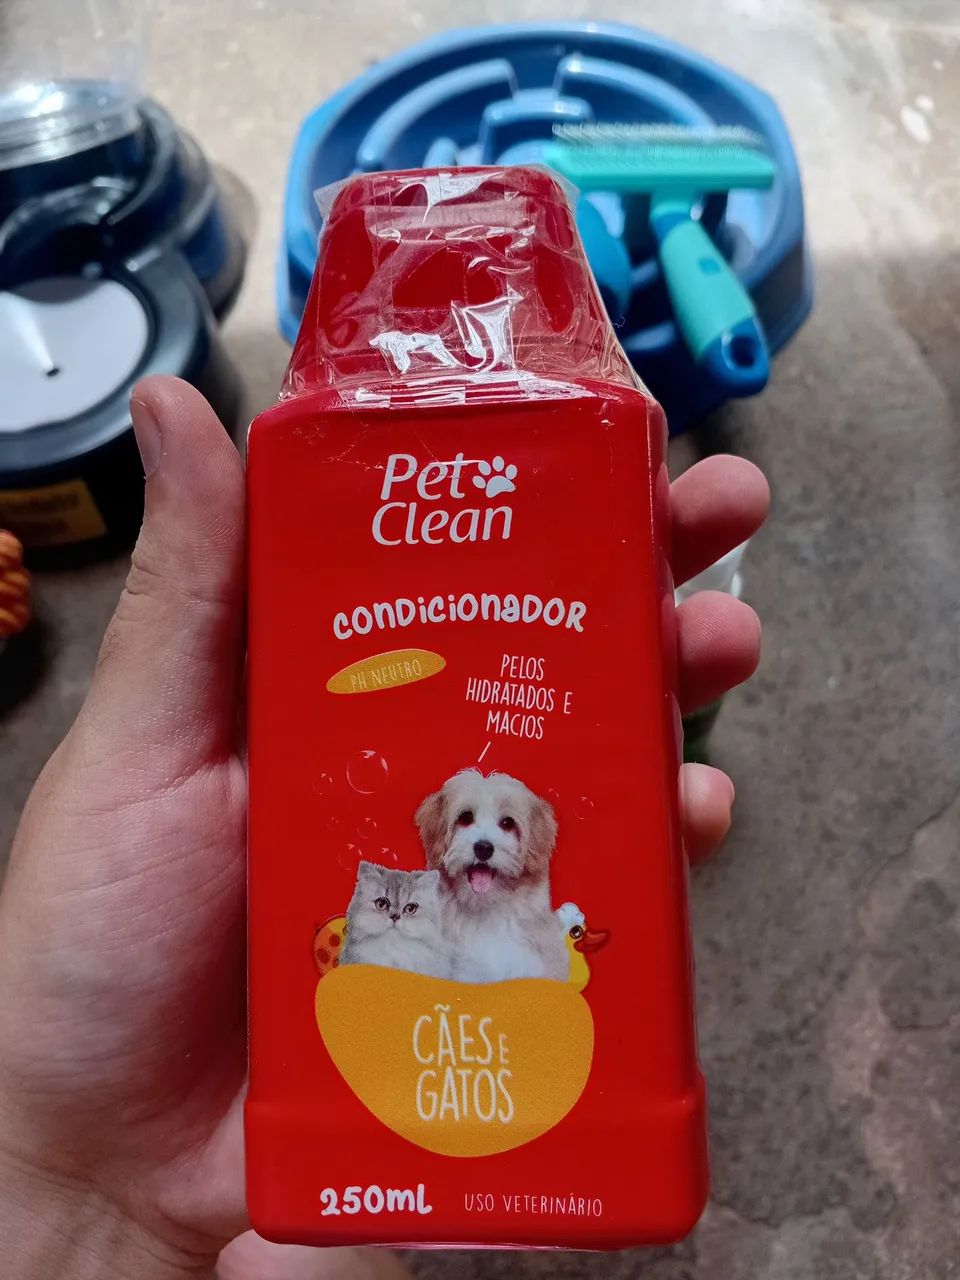 Pet
Clean
condicionador
PH NEUTRO
PELOS
HIDRATADOS E
MACIOS
CÃES E
GATOS
250ml USO VETERINÁRIO